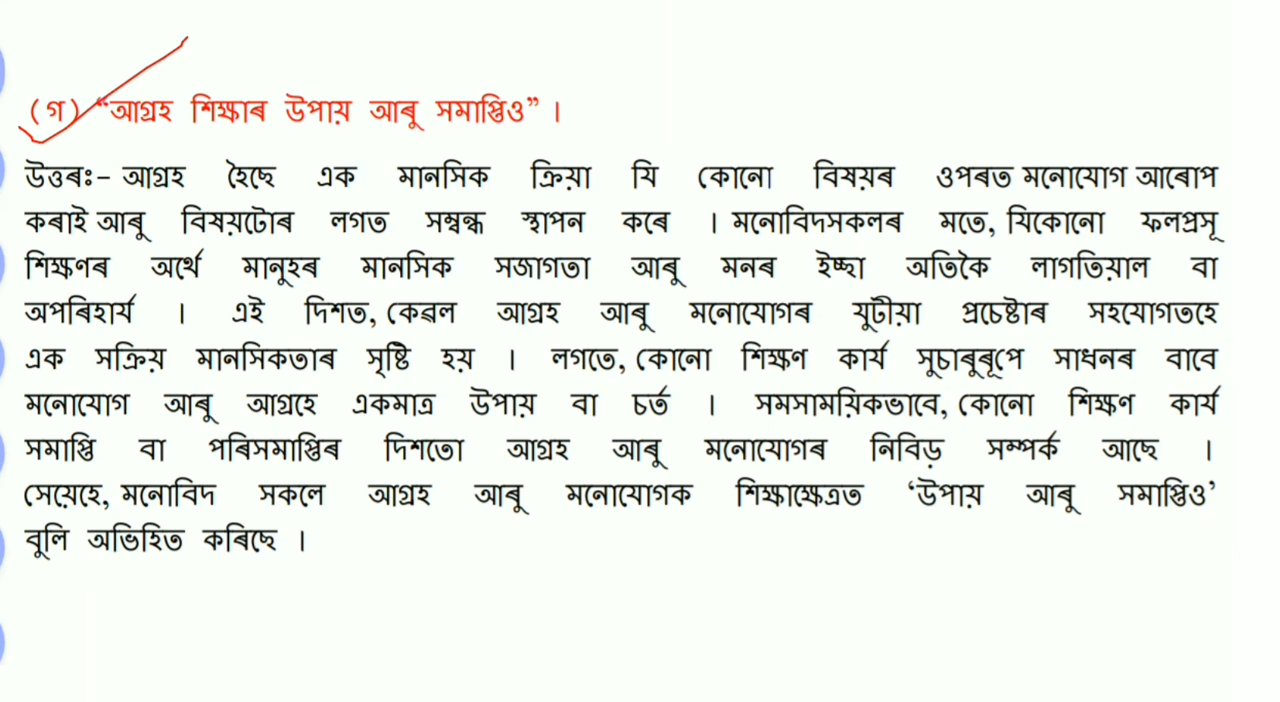 (গ) “আগ্ৰহ শিক্ষাৰ উপায় আৰু সমাপ্তিও” ।
উত্তৰঃ- আগ্ৰহ হৈছে এক মানসিক ক্ৰিয়া যি কোনো বিষয়ৰ ওপৰত মনোযোগ আৰোপ
কৰাই আৰু বিষয়টোৰ লগত সম্বন্ধ স্থাপন কৰে । মনোবিদসকলৰ মতে, যিকোনো ফলপ্ৰসূ
শিক্ষণৰ অৰ্থে মানুহৰ মানসিক সজাগতা আৰু মনৰ ইচ্ছা অতিকৈ লাগতিয়াল বা
অপৰিহাৰ্য । এই দিশত, কেৱল আগ্ৰহ আৰু মনোযোগৰ যুটীয়া প্ৰচেষ্টাৰ সহযোগতহে
এক সক্ৰিয় মানসিকতাৰ সৃষ্টি হয় । লগতে, কোনো শিক্ষণ কাৰ্য সুচাৰুৰূপে সাধনৰ বাবে
মনোযোগ আৰু আগ্ৰহে একমাত্ৰ উপায় বা চৰ্ত । সমসাময়িকভাবে, কোনো শিক্ষণ কাৰ্য
সমাপ্তি বা পৰিসমাপ্তিৰ দিশতো আগ্ৰহ আৰু মনোযোগৰ নিবিড় সম্পৰ্ক আছে ।
সেয়েহে, মনোবিদ সকলে আগ্ৰহ আৰু মনোযোগক শিক্ষাক্ষেত্ৰত ‘উপায় আৰু সমাপ্তিও’
বুলি অভিহিত কৰিছে ।